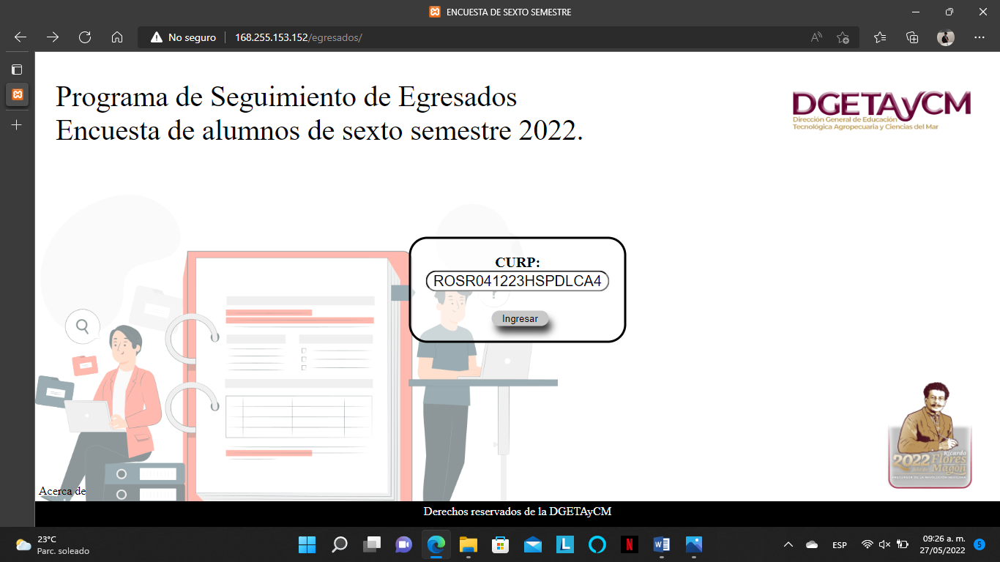 ENCUESTA DE SEXTO SEMESTRE
No seguro
168.255.153.152/egresados/
Programa de Seguimiento de Egresados
Encuesta de alumnos de sexto semestre 2022.
DGETAyCM
Dirección General de Educación
Tecnológica Agropecuaria y Ciencias del Mar
CURP:
ROSR041223HSPDLCA4
Ingresar
Ricardo
2022 Flores
Magón
PRECURSOR DE LA REVOLUCIÓN MEXICANA
Acerca de
Derechos reservados de la DGETAyCM
23°C
Parc. soleado
ESP
09:26 a. m.
27/05/2022
5